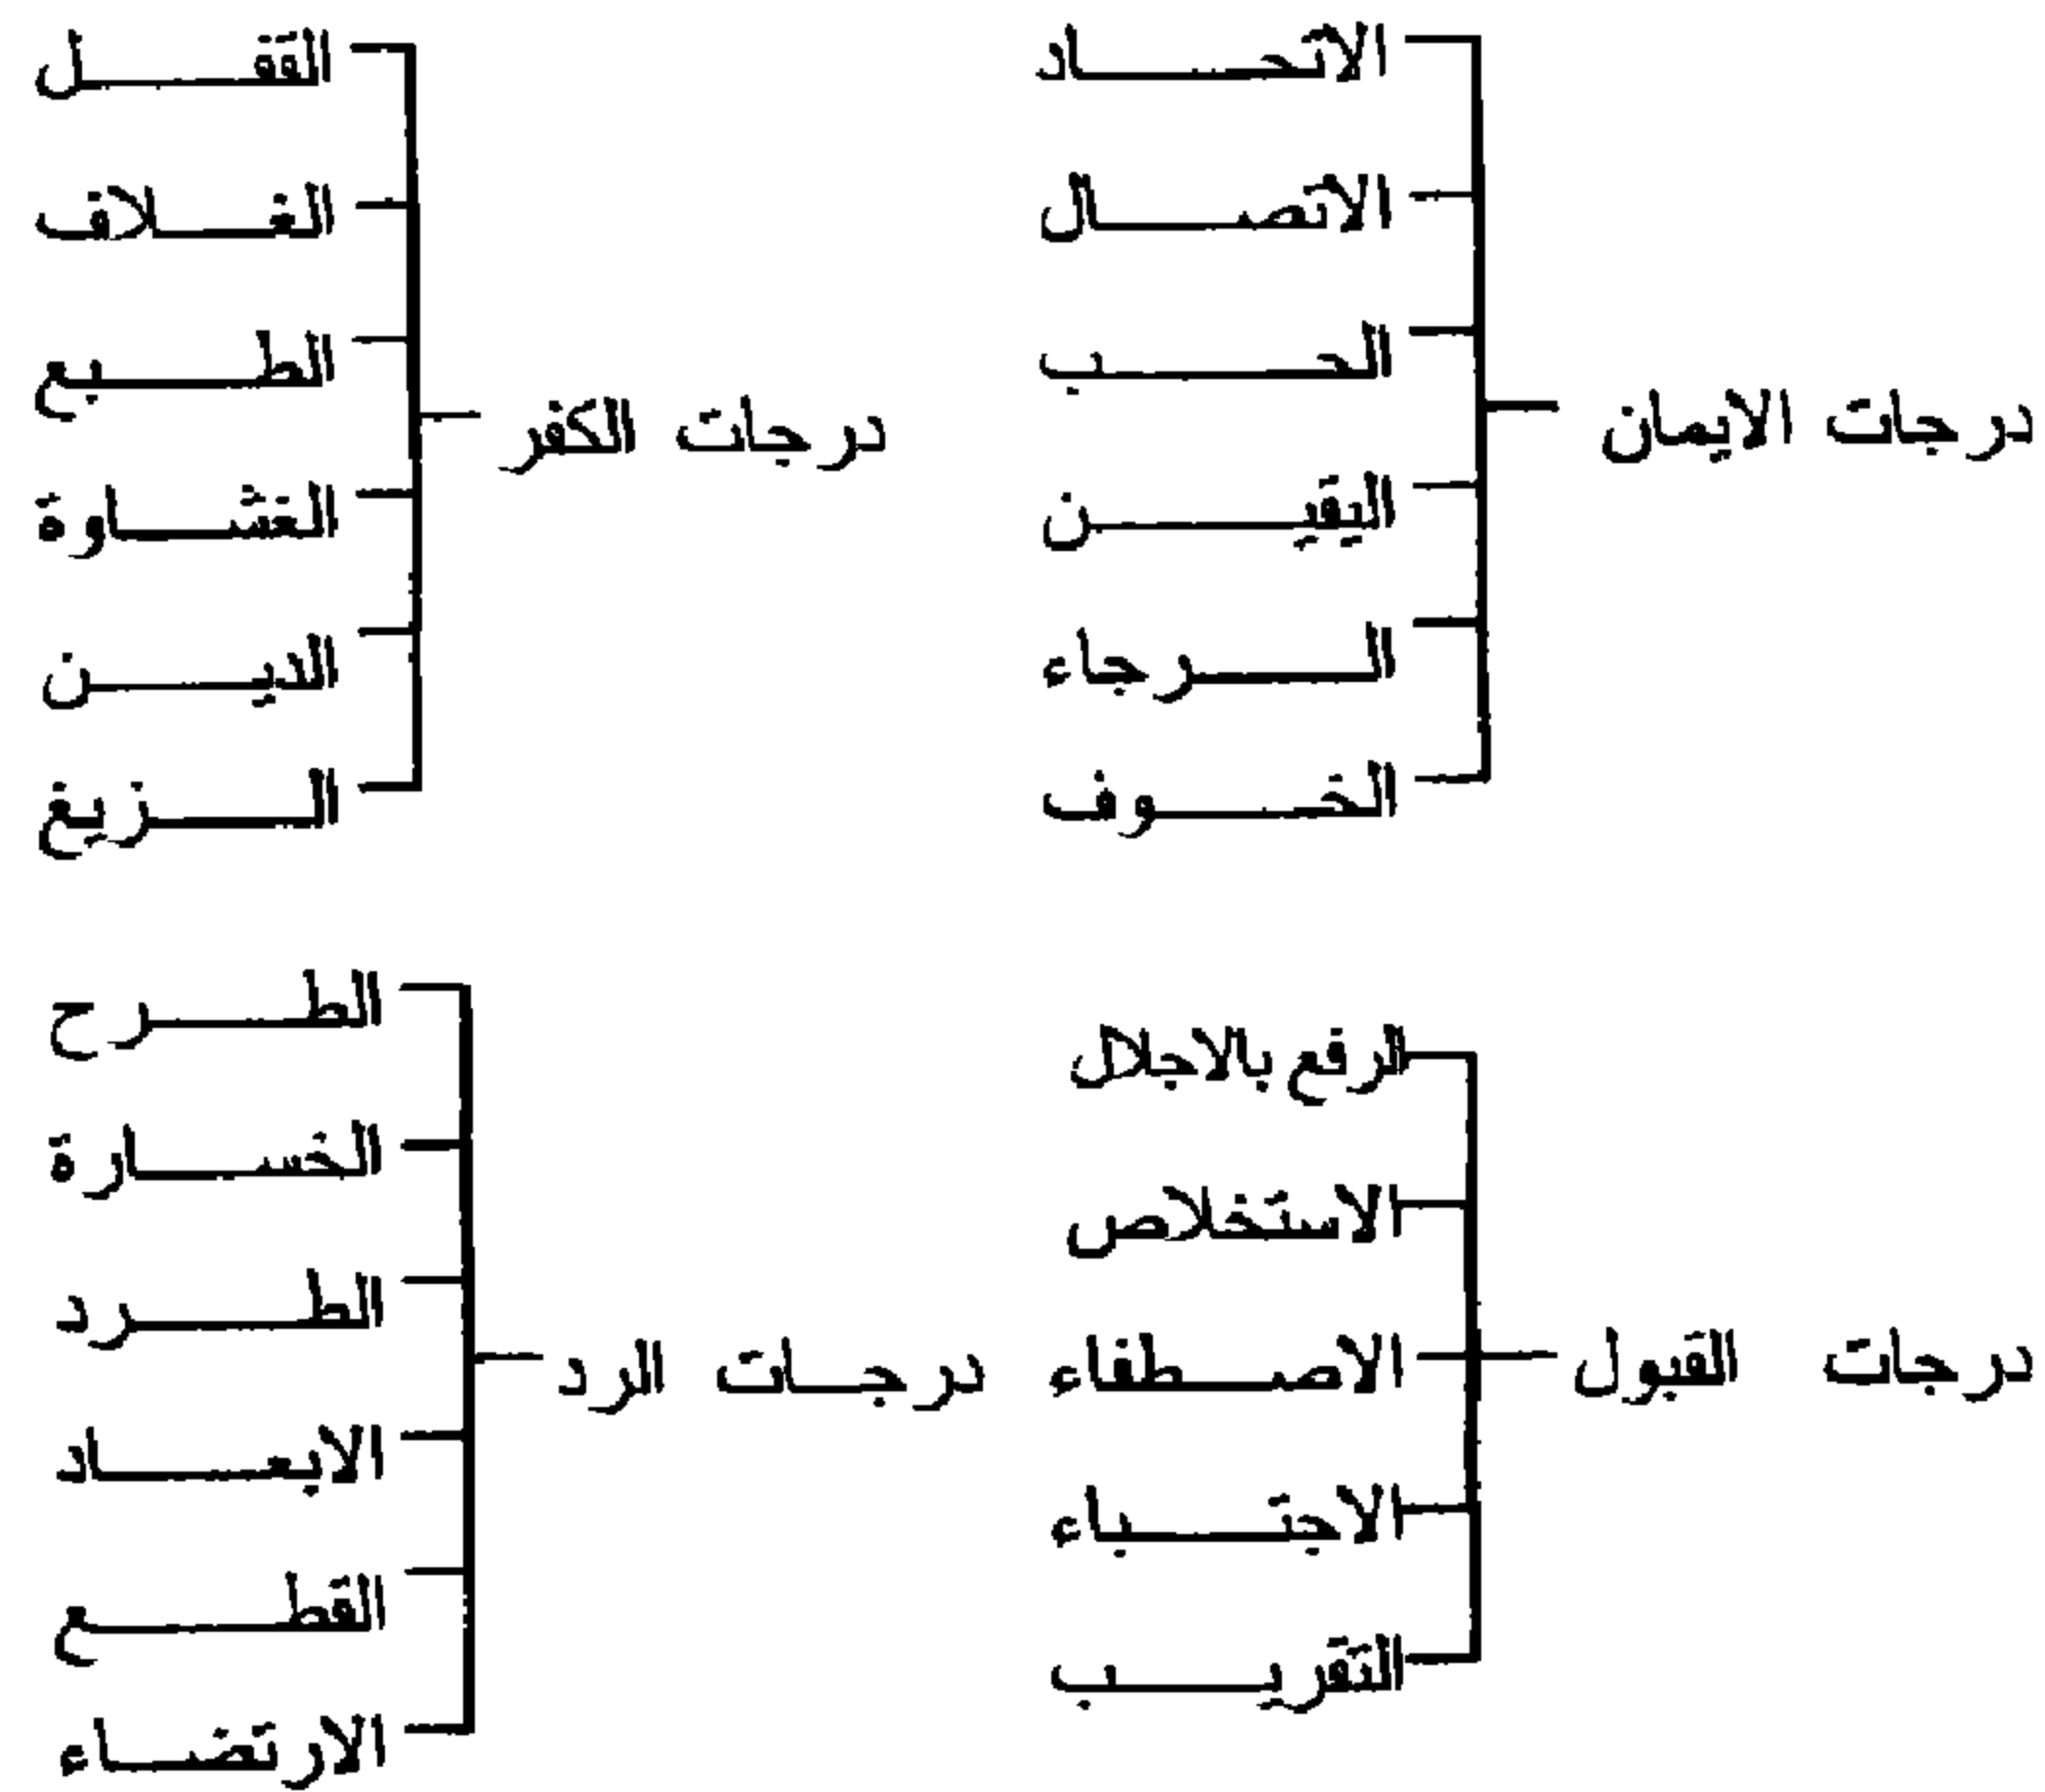 درجات الايمان
الاتحاد
الاتصال
الحب
اليقين
الرجاء
الخوف
درجات الكفر
القفل
الغلاف
الطبع
الغشاوة
الدين
الزيغ
درجات القبول
الرفع بالاجلال
الاستخلاص
الاصطفاء
الاجتباء
التقريب
درجات الرد
الطرح
الخسارة
الطرد
الابعاد
القطع
الارتضاء